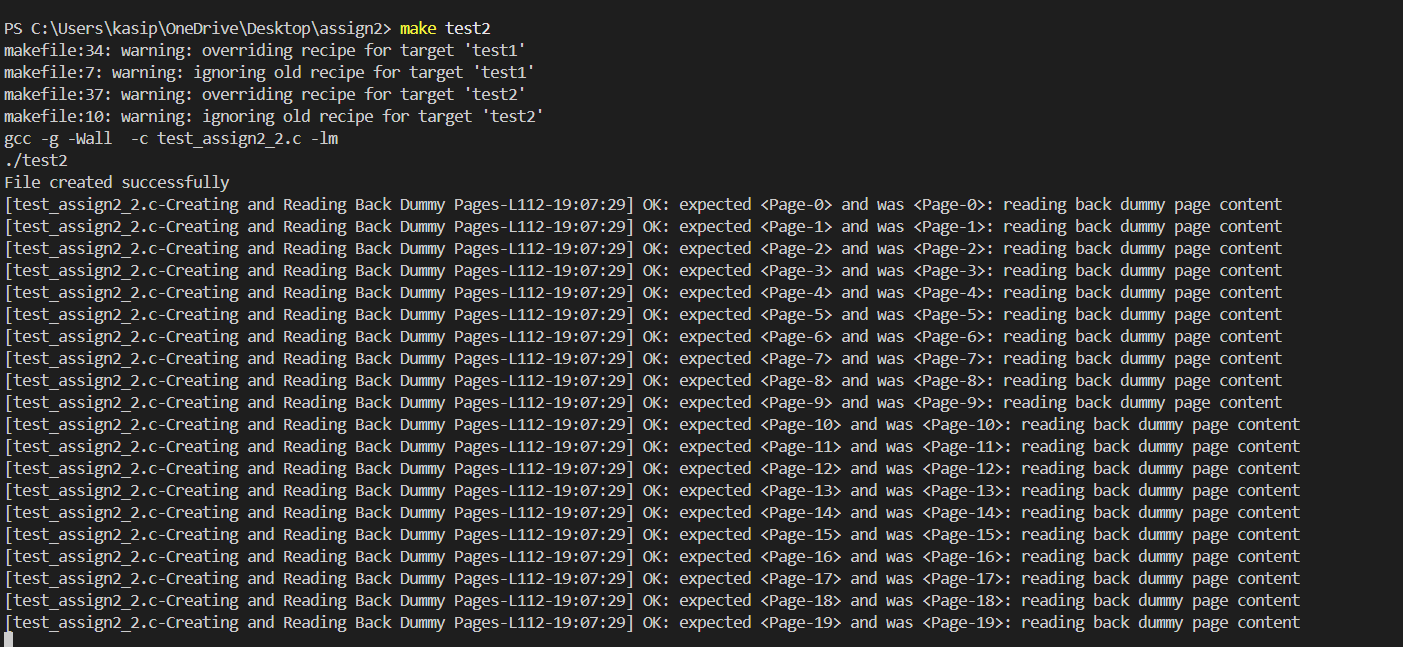 PS C:\Users\kasip\OneDrive\Desktop\assign2> make test2
makefile:34: warning: overriding recipe for target 'test1'
makefile:7: warning: ignoring old recipe for target 'test1'
makefile:37: warning: overriding recipe for target 'test2'
makefile:10: warning: ignoring old recipe for target 'test2'
gcc -g -Wall  -c test_assign2_2.c -lm
./test2
File created successfully
[test_assign2_2.c-Creating and Reading Back Dummy Pages-L112-19:07:29] OK: expected <Page-0> and was <Page-0>: reading back dummy page content
[test_assign2_2.c-Creating and Reading Back Dummy Pages-L112-19:07:29] OK: expected <Page-1> and was <Page-1>: reading back dummy page content
[test_assign2_2.c-Creating and Reading Back Dummy Pages-L112-19:07:29] OK: expected <Page-2> and was <Page-2>: reading back dummy page content
[test_assign2_2.c-Creating and Reading Back Dummy Pages-L112-19:07:29] OK: expected <Page-3> and was <Page-3>: reading back dummy page content
[test_assign2_2.c-Creating and Reading Back Dummy Pages-L112-19:07:29] OK: expected <Page-4> and was <Page-4>: reading back dummy page content
[test_assign2_2.c-Creating and Reading Back Dummy Pages-L112-19:07:29] OK: expected <Page-5> and was <Page-5>: reading back dummy page content
[test_assign2_2.c-Creating and Reading Back Dummy Pages-L112-19:07:29] OK: expected <Page-6> and was <Page-6>: reading back dummy page content
[test_assign2_2.c-Creating and Reading Back Dummy Pages-L112-19:07:29] OK: expected <Page-7> and was <Page-7>: reading back dummy page content
[test_assign2_2.c-Creating and Reading Back Dummy Pages-L112-19:07:29] OK: expected <Page-8> and was <Page-8>: reading back dummy page content
[test_assign2_2.c-Creating and Reading Back Dummy Pages-L112-19:07:29] OK: expected <Page-9> and was <Page-9>: reading back dummy page content
[test_assign2_2.c-Creating and Reading Back Dummy Pages-L112-19:07:29] OK: expected <Page-10> and was <Page-10>: reading back dummy page content
[test_assign2_2.c-Creating and Reading Back Dummy Pages-L112-19:07:29] OK: expected <Page-11> and was <Page-11>: reading back dummy page content
[test_assign2_2.c-Creating and Reading Back Dummy Pages-L112-19:07:29] OK: expected <Page-12> and was <Page-12>: reading back dummy page content
[test_assign2_2.c-Creating and Reading Back Dummy Pages-L112-19:07:29] OK: expected <Page-13> and was <Page-13>: reading back dummy page content
[test_assign2_2.c-Creating and Reading Back Dummy Pages-L112-19:07:29] OK: expected <Page-14> and was <Page-14>: reading back dummy page content
[test_assign2_2.c-Creating and Reading Back Dummy Pages-L112-19:07:29] OK: expected <Page-15> and was <Page-15>: reading back dummy page content
[test_assign2_2.c-Creating and Reading Back Dummy Pages-L112-19:07:29] OK: expected <Page-16> and was <Page-16>: reading back dummy page content
[test_assign2_2.c-Creating and Reading Back Dummy Pages-L112-19:07:29] OK: expected <Page-17> and was <Page-17>: reading back dummy page content
[test_assign2_2.c-Creating and Reading Back Dummy Pages-L112-19:07:29] OK: expected <Page-18> and was <Page-18>: reading back dummy page content
[test_assign2_2.c-Creating and Reading Back Dummy Pages-L112-19:07:29] OK: expected <Page-19> and was <Page-19>: reading back dummy page content